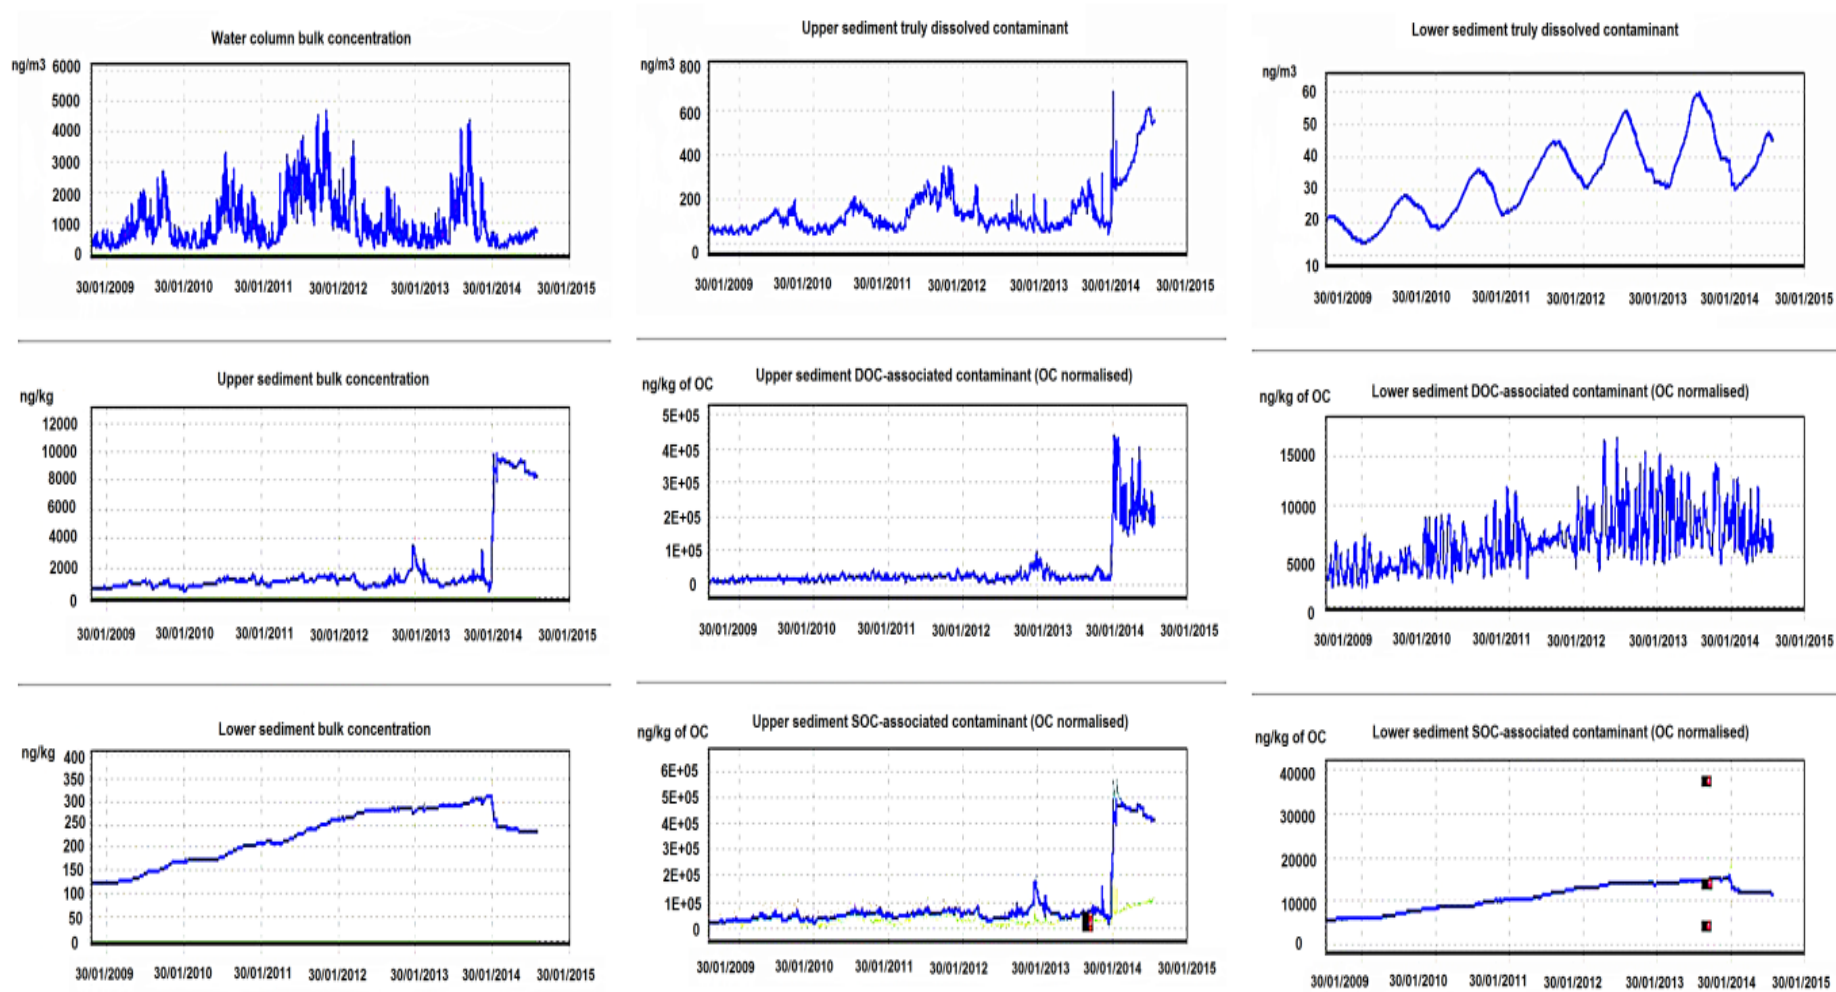 Water column bulk concentration
ng/m3
6000
5000
4000
3000
2000
1000
0
30/01/2009 30/01/2010 30/01/2011 30/01/2012 30/01/2013 30/01/2014 30/01/2015
Upper sediment truly dissolved contaminant
ng/m3
800
600
400
200
0
30/01/2009 30/01/2010 30/01/2011 30/01/2012 30/01/2013 30/01/2014 30/01/2015
Lower sediment truly dissolved contaminant
ng/m3
60
50
40
30
20
10
30/01/2009 30/01/2010 30/01/2011 30/01/2012 30/01/2013 30/01/2014 30/01/2015
Upper sediment bulk concentration
ng/kg
12000
10000
8000
6000
4000
2000
0
30/01/2009 30/01/2010 30/01/2011 30/01/2012 30/01/2013 30/01/2014 30/01/2015
Upper sediment DOC-associated contaminant (OC normalised)
ng/kg of OC
5E+05
4E+05
3E+05
2E+05
1E+05
0
30/01/2009 30/01/2010 30/01/2011 30/01/2012 30/01/2013 30/01/2014 30/01/2015
Lower sediment DOC-associated contaminant (OC normalised)
ng/kg of OC
15000
10000
5000
0
30/01/2009 30/01/2010 30/01/2011 30/01/2012 30/01/2013 30/01/2014 30/01/2015
Lower sediment bulk concentration
ng/kg
400
350
300
250
200
150
100
50
0
30/01/2009 30/01/2010 30/01/2011 30/01/2012 30/01/2013 30/01/2014 30/01/2015
Upper sediment SOC-associated contaminant (OC normalised)
ng/kg of OC
6E+05
5E+05
4E+05
3E+05
2E+05
1E+05
0
30/01/2009 30/01/2010 30/01/2011 30/01/2012 30/01/2013 30/01/2014 30/01/2015
Lower sediment SOC-associated contaminant (OC normalised)
ng/kg of OC
40000
30000
20000
10000
0
30/01/2009 30/01/2010 30/01/2011 30/01/2012 30/01/2013 30/01/2014 30/01/2015